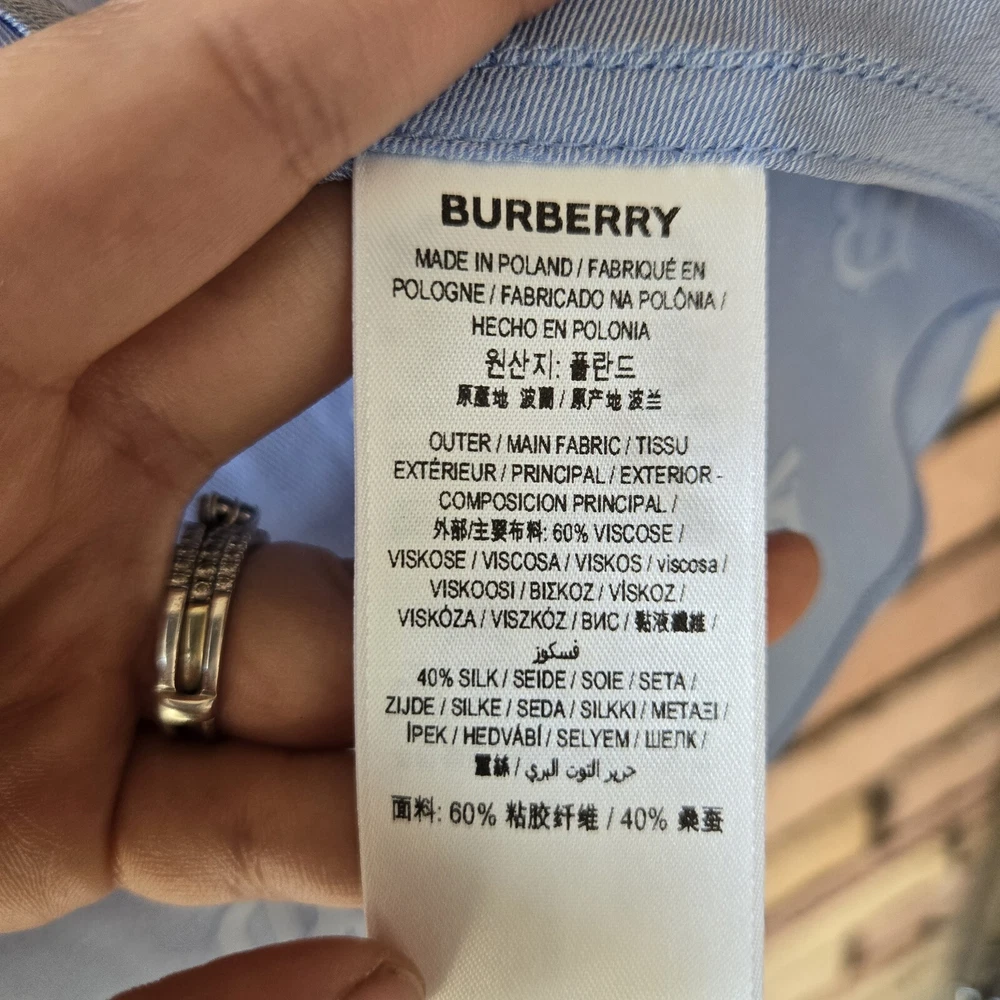 BURBERRY
MADE IN POLAND / FABRIQUÉ EN
POLOGNE / FABRICADO NA POLÔNIA /
HECHO EN POLONIA
원산지: 폴란드
原產地 波蘭 / 原产地 波兰
OUTER / MAIN FABRIC / TISSU
EXTÉRIEUR / PRINCIPAL / EXTERIOR -
COMPOSICION PRINCIPAL /
外部/主要布料: 60% VISCOSE /
VISKOSE / VISCOSA / VISKOS / viscosa /
VISKOOSI / ΒΙΣΚΟΖ / VİSKOZ /
VISKÓZA / VISZKÓZ / ВИС / 黏液纖維 /
فسكوز
40% SILK / SEIDE / SOIE / SETA /
ZIJDE / SILKE / SEDA / SILKKI / ΜΕΤΑΞΙ /
İPEK / HEDVÁBÍ / SELYEM / ШЕЛК /
蠶絲 / حرير التوت البري
面料: 60% 粘胶纤维 / 40% 桑蚕